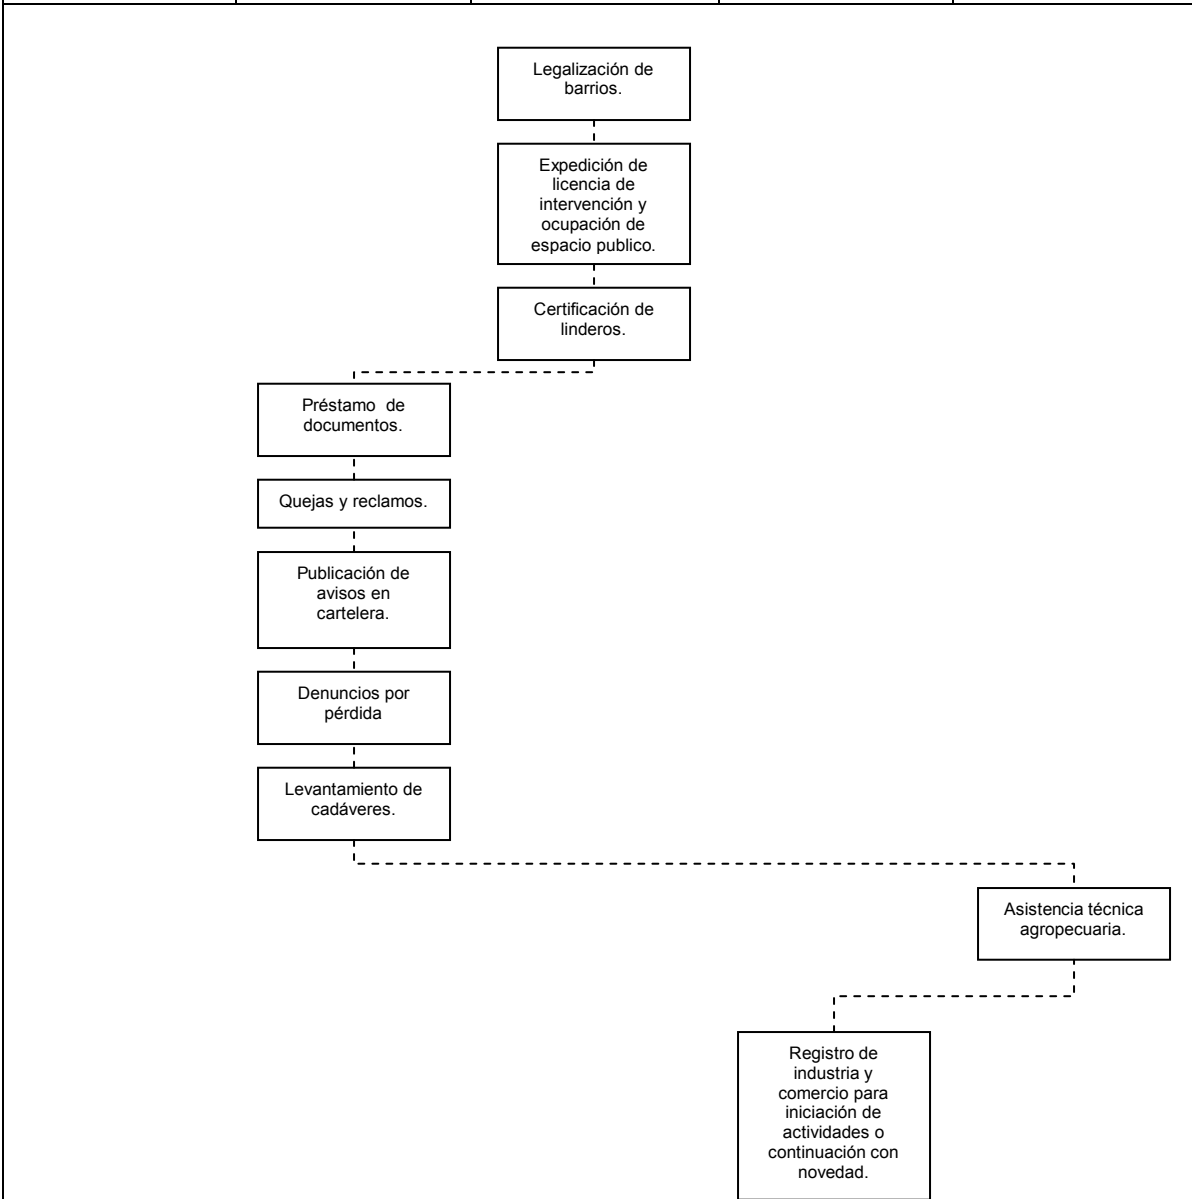 Legalización de
barrios.
Expedición de
licencia de
intervención y
ocupación de
espacio publico.
Certificación de
linderos.
Préstamo de
documentos.
Quejas y reclamos.
Publicación de
avisos en
cartelera.
Denuncios por
pérdida
Levantamiento de
cadáveres.
Asistencia técnica
agropecuaria.
Registro de
industria y
comercio para
iniciación de
actividades o
continuación con
novedad.